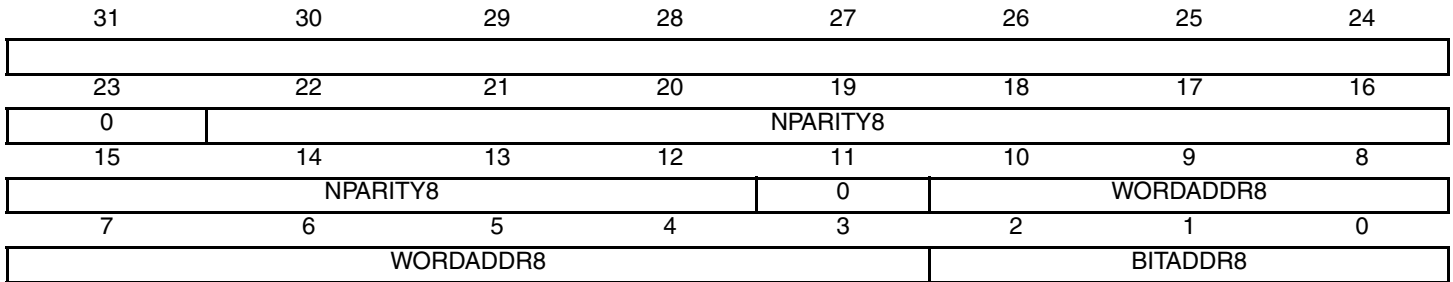 31 30 29 28 27 26 25 24
23 22 21 20 19 18 17 16
0 NPARITY8
15 14 13 12 11 10 9 8
NPARITY8 0 WORDADDR8
7 6 5 4 3 2 1 0
WORDADDR8 BITADDR8